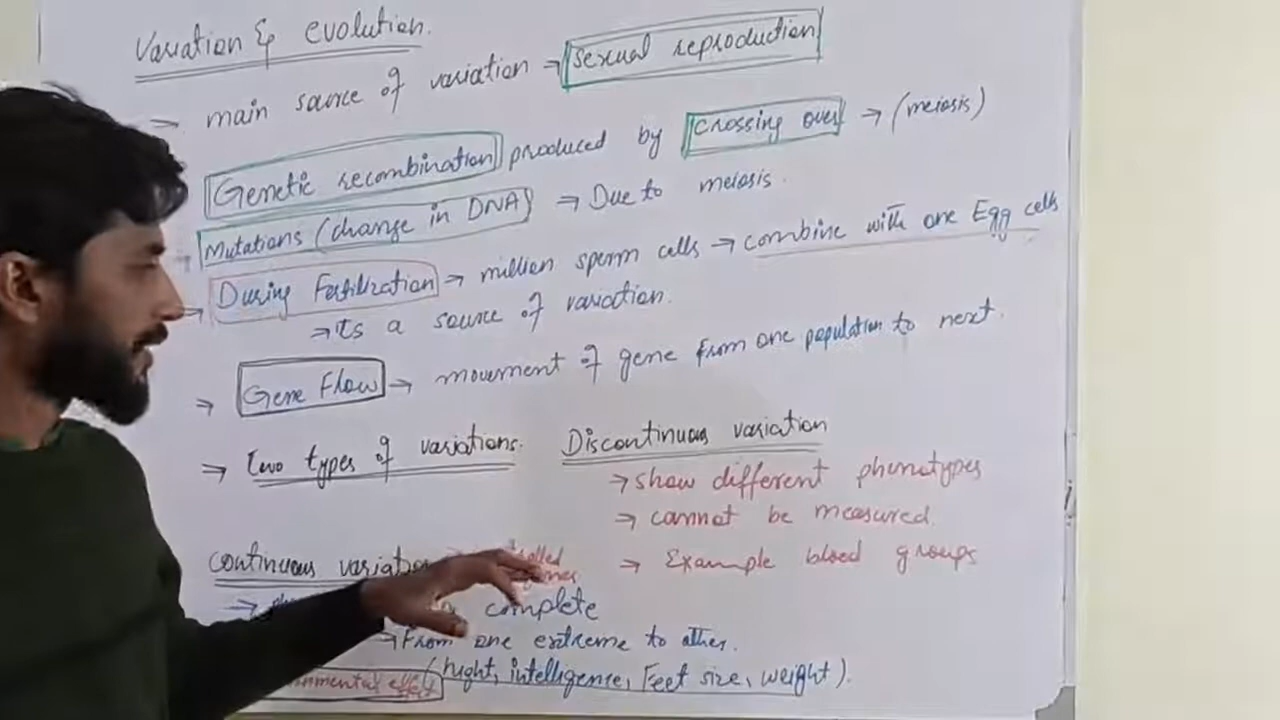 Variation & evolution.
→ main source of variation → sexual reproduction
Genetic recombination produced by crossing over → (meiosis)
→ Mutations (change in DNA) → Due to meiosis.
→ During Fertilization → million sperm cells → combine with one Egg cells
→ its a source of variation.
→ Gene Flow → movement of gene from one population to next.
→ two types of variations.
Discontinuous variation
→ show different phenotypes
→ cannot be measured.
→ Example blood groups
continuous variation
→ complete
→ From one extreme to other.
(hight, intelligence, Feet size, weight).
effect